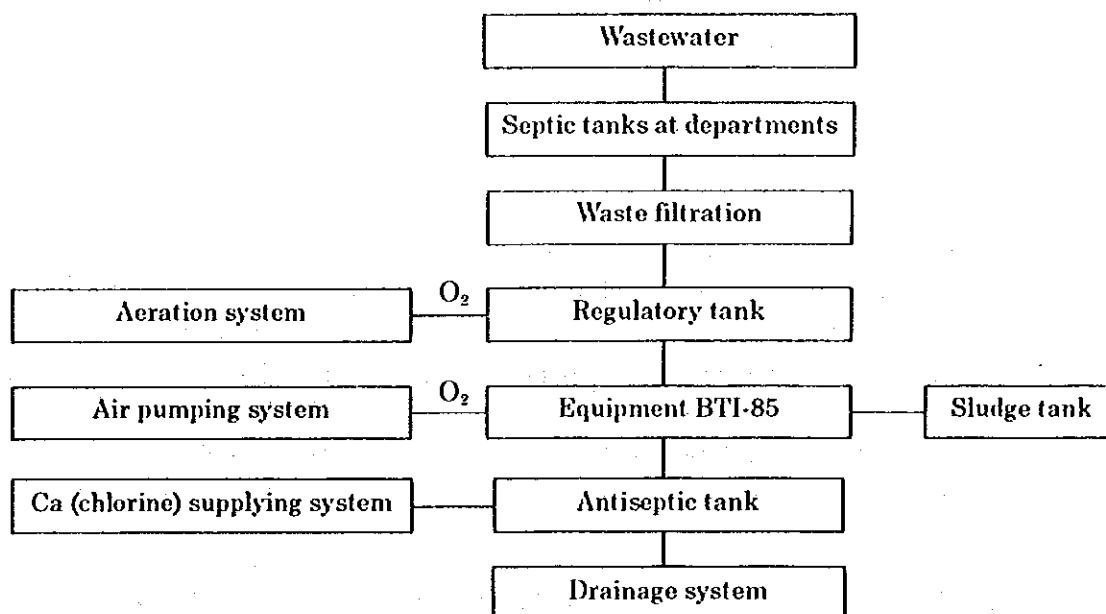 Wastewater
Septic tanks at departments
Waste filtration
Aeration system
O₂
Regulatory tank
Air pumping system
O₂
Equipment BTI-85
Sludge tank
Ca (chlorine) supplying system
Antiseptic tank
Drainage system